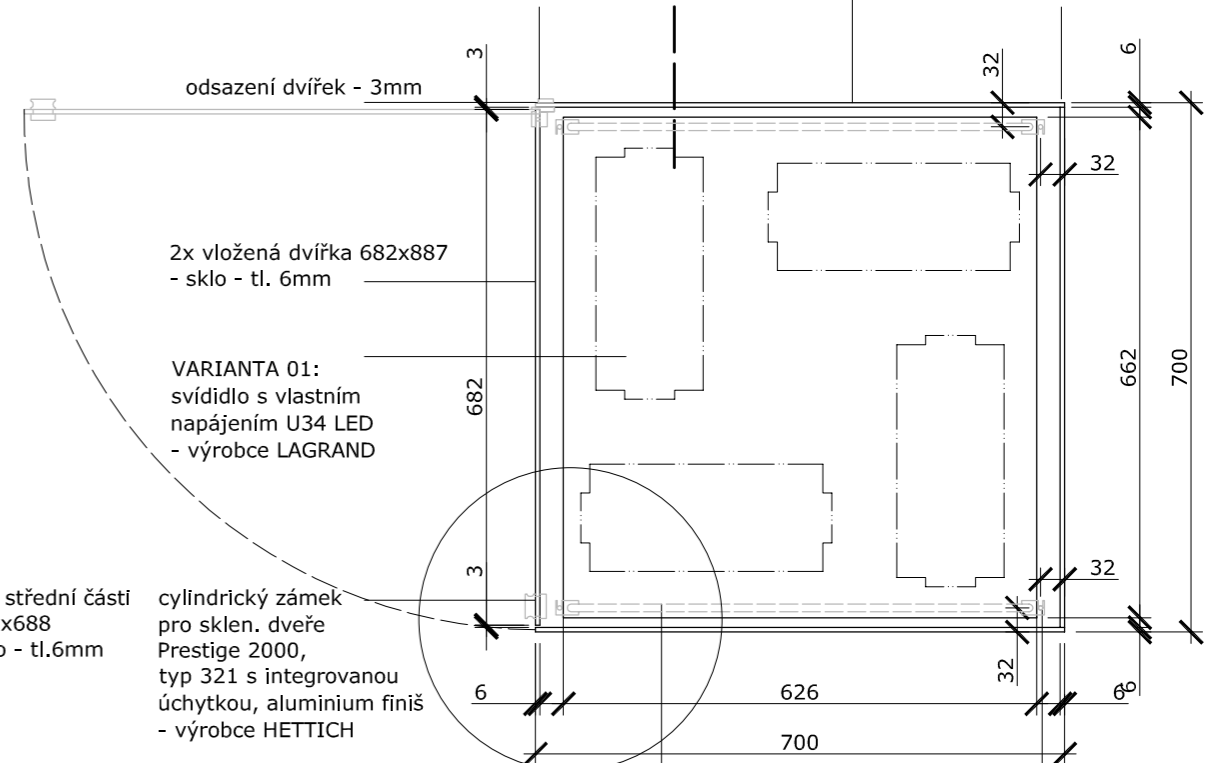 3
6
32
odsazení dvířek - 3mm
32
2x vložená dvířka 682x887
- sklo - tl. 6mm
VARIANTA 01:
svídidlo s vlastním
napájením U34 LED
- výrobce LAGRAND
682
662
700
3
32
střední části
x688
o - tl.6mm
cylindrický zámek
pro sklen. dveře
Prestige 2000,
typ 321 s integrovanou
úchytkou, aluminium finiš
- výrobce HETTICH
32
6
626
6
6
700